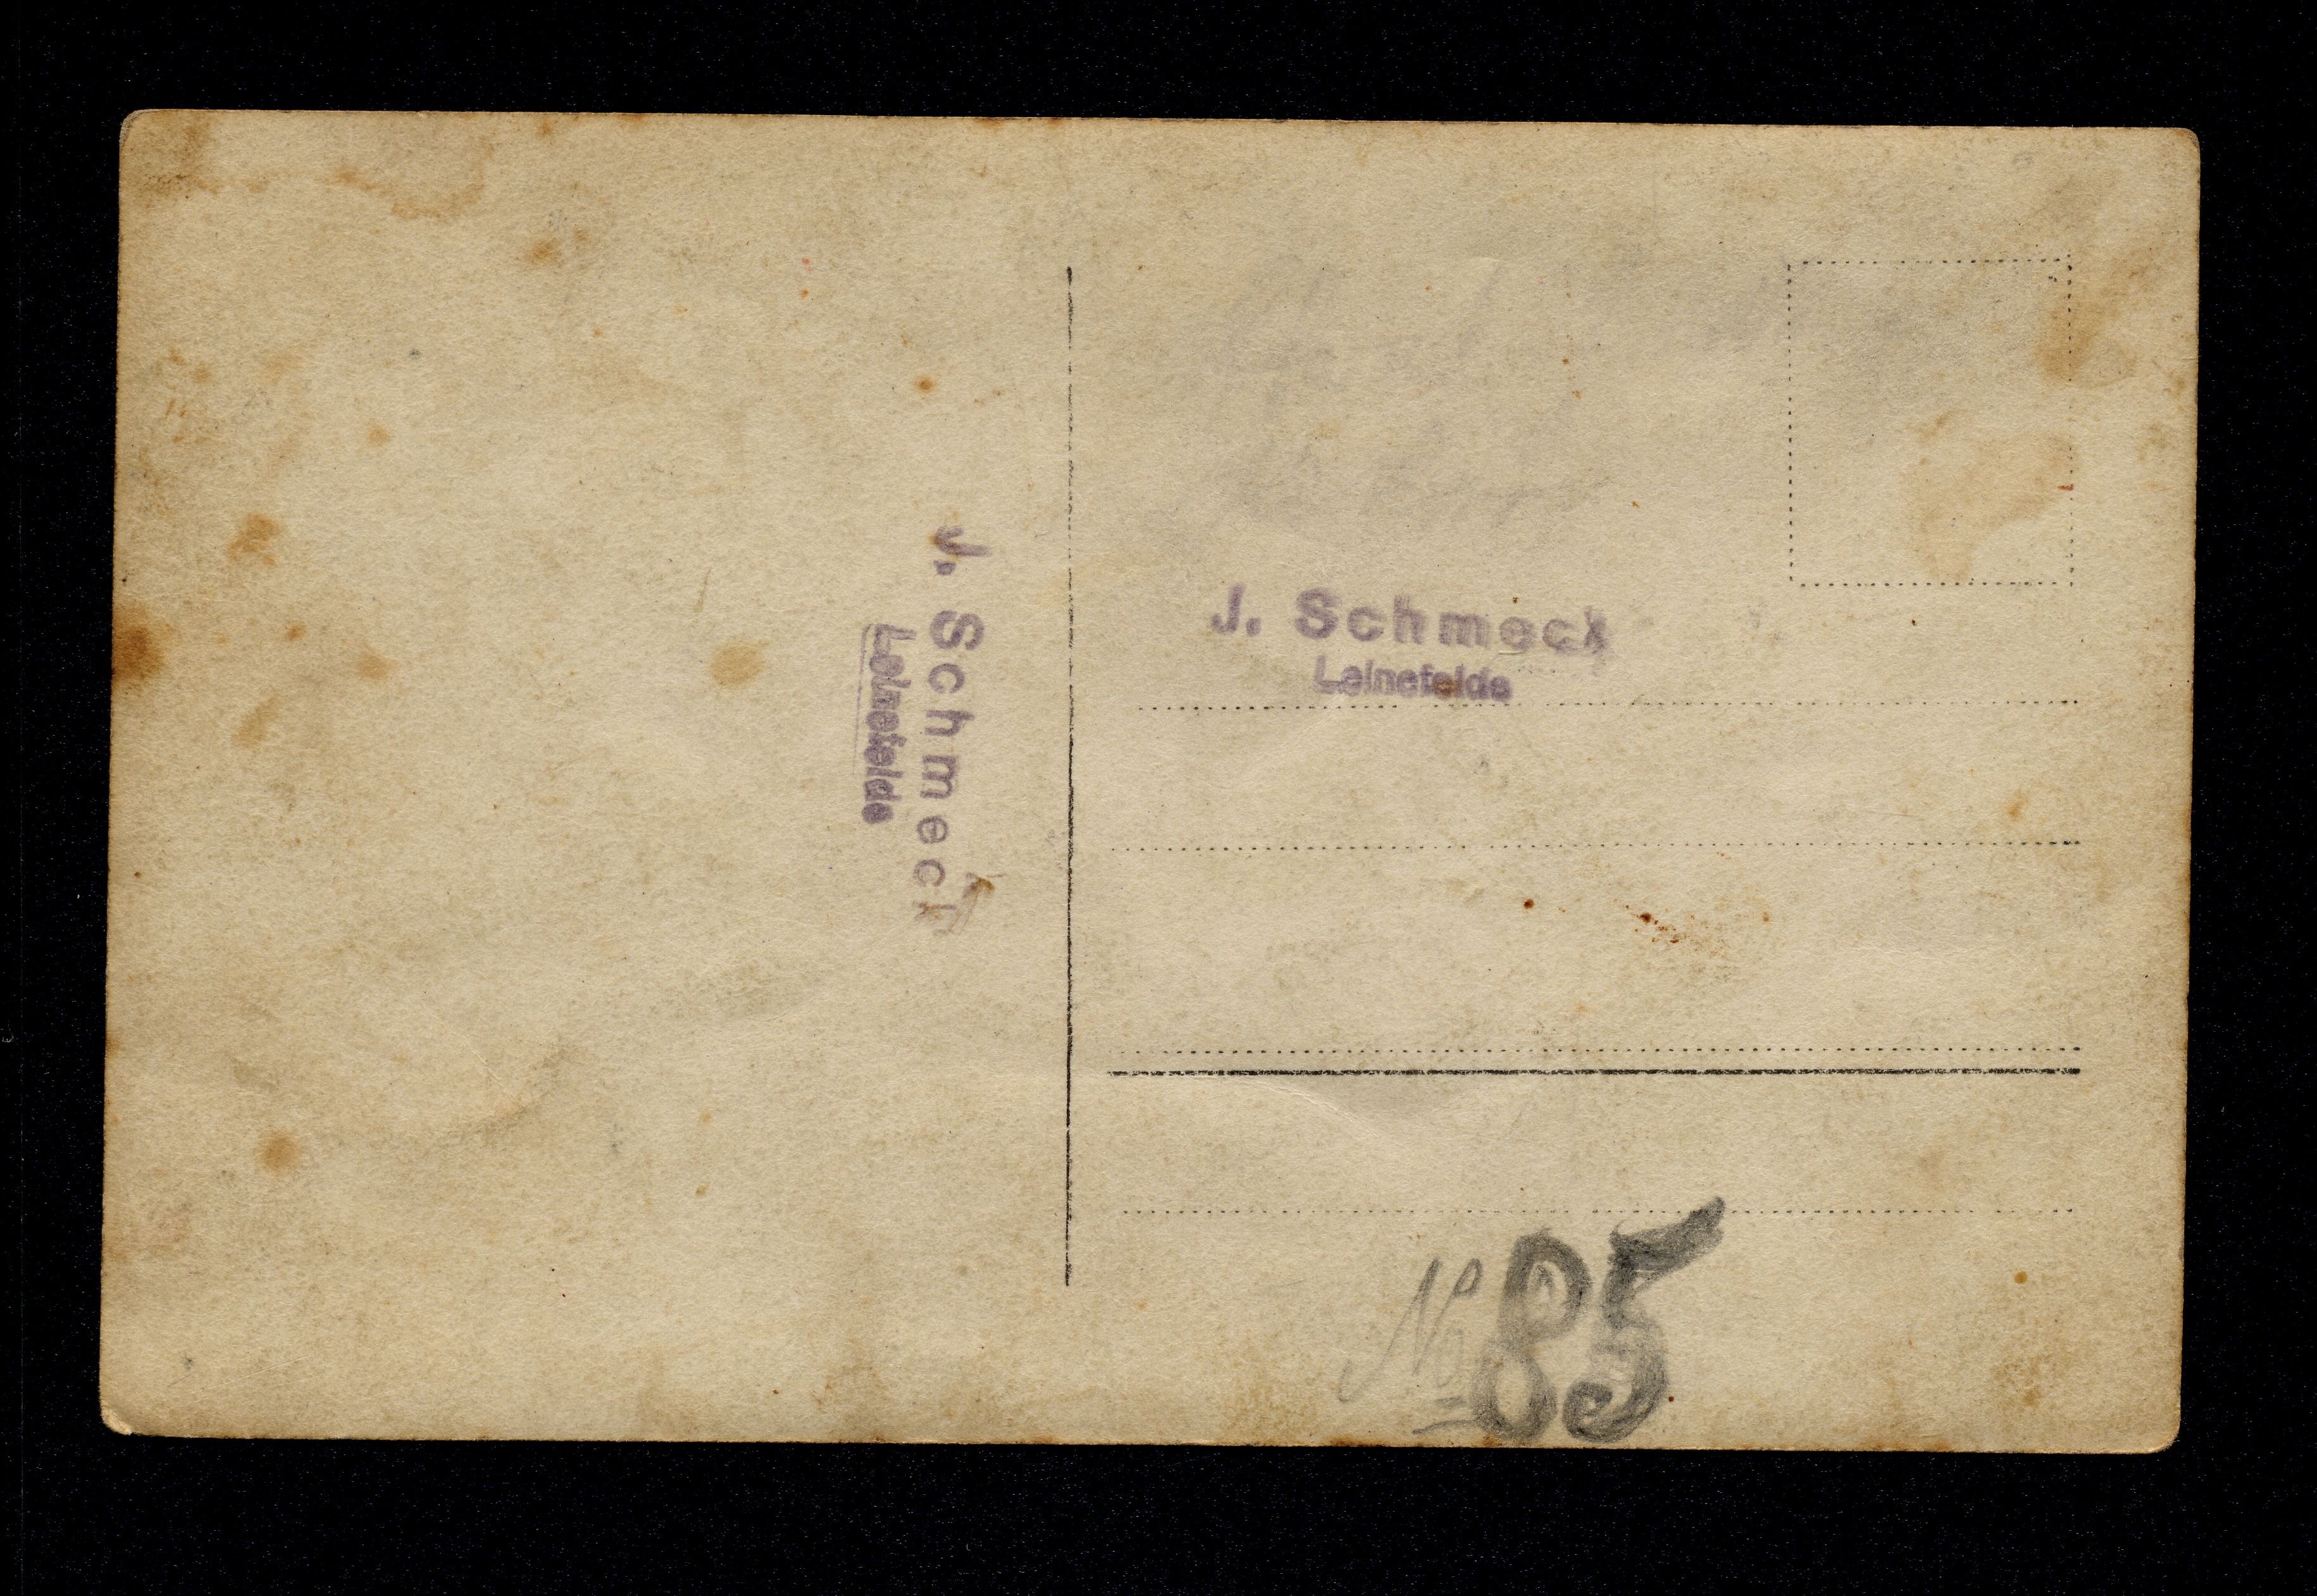 J. Schmeck
Leinefelde
J. Schmeck
Leinefelde
No 85